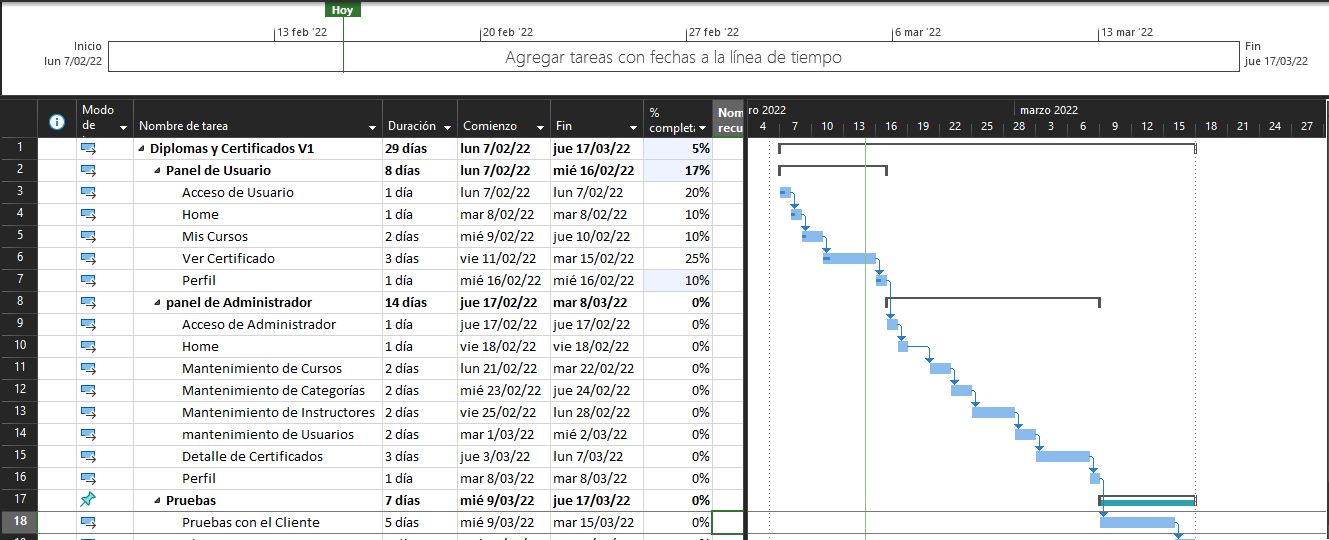 Hoy
13 feb '22 20 feb '22 27 feb '22 6 mar '22 13 mar '22
Inicio
lun 7/02/22
Agregar tareas con fechas a la línea de tiempo
Fin
jue 17/03/22
Modo de Nombre de tarea Duración Comienzo Fin % completa Nom recu
ro 2022 marzo 2022
4 7 10 13 16 19 22 25 28 3 6 9 12 15 18 21 24 27
1 Diplomas y Certificados V1 29 días lun 7/02/22 jue 17/03/22 5%
2 Panel de Usuario 8 días lun 7/02/22 mié 16/02/22 17%
3 Acceso de Usuario 1 día lun 7/02/22 lun 7/02/22 20%
4 Home 1 día mar 8/02/22 mar 8/02/22 10%
5 Mis Cursos 2 días mié 9/02/22 jue 10/02/22 10%
6 Ver Certificado 3 días vie 11/02/22 mar 15/02/22 25%
7 Perfil 1 día mié 16/02/22 mié 16/02/22 10%
8 panel de Administrador 14 días jue 17/02/22 mar 8/03/22 0%
9 Acceso de Administrador 1 día jue 17/02/22 jue 17/02/22 0%
10 Home 1 día vie 18/02/22 vie 18/02/22 0%
11 Mantenimiento de Cursos 2 días lun 21/02/22 mar 22/02/22 0%
12 Mantenimiento de Categorías 2 días mié 23/02/22 jue 24/02/22 0%
13 Mantenimiento de Instructores 2 días vie 25/02/22 lun 28/02/22 0%
14 mantenimiento de Usuarios 2 días mar 1/03/22 mié 2/03/22 0%
15 Detalle de Certificados 3 días jue 3/03/22 lun 7/03/22 0%
16 Perfil 1 día mar 8/03/22 mar 8/03/22 0%
17 Pruebas 7 días mié 9/03/22 jue 17/03/22 0%
18 Pruebas con el Cliente 5 días mié 9/03/22 mar 15/03/22 0%